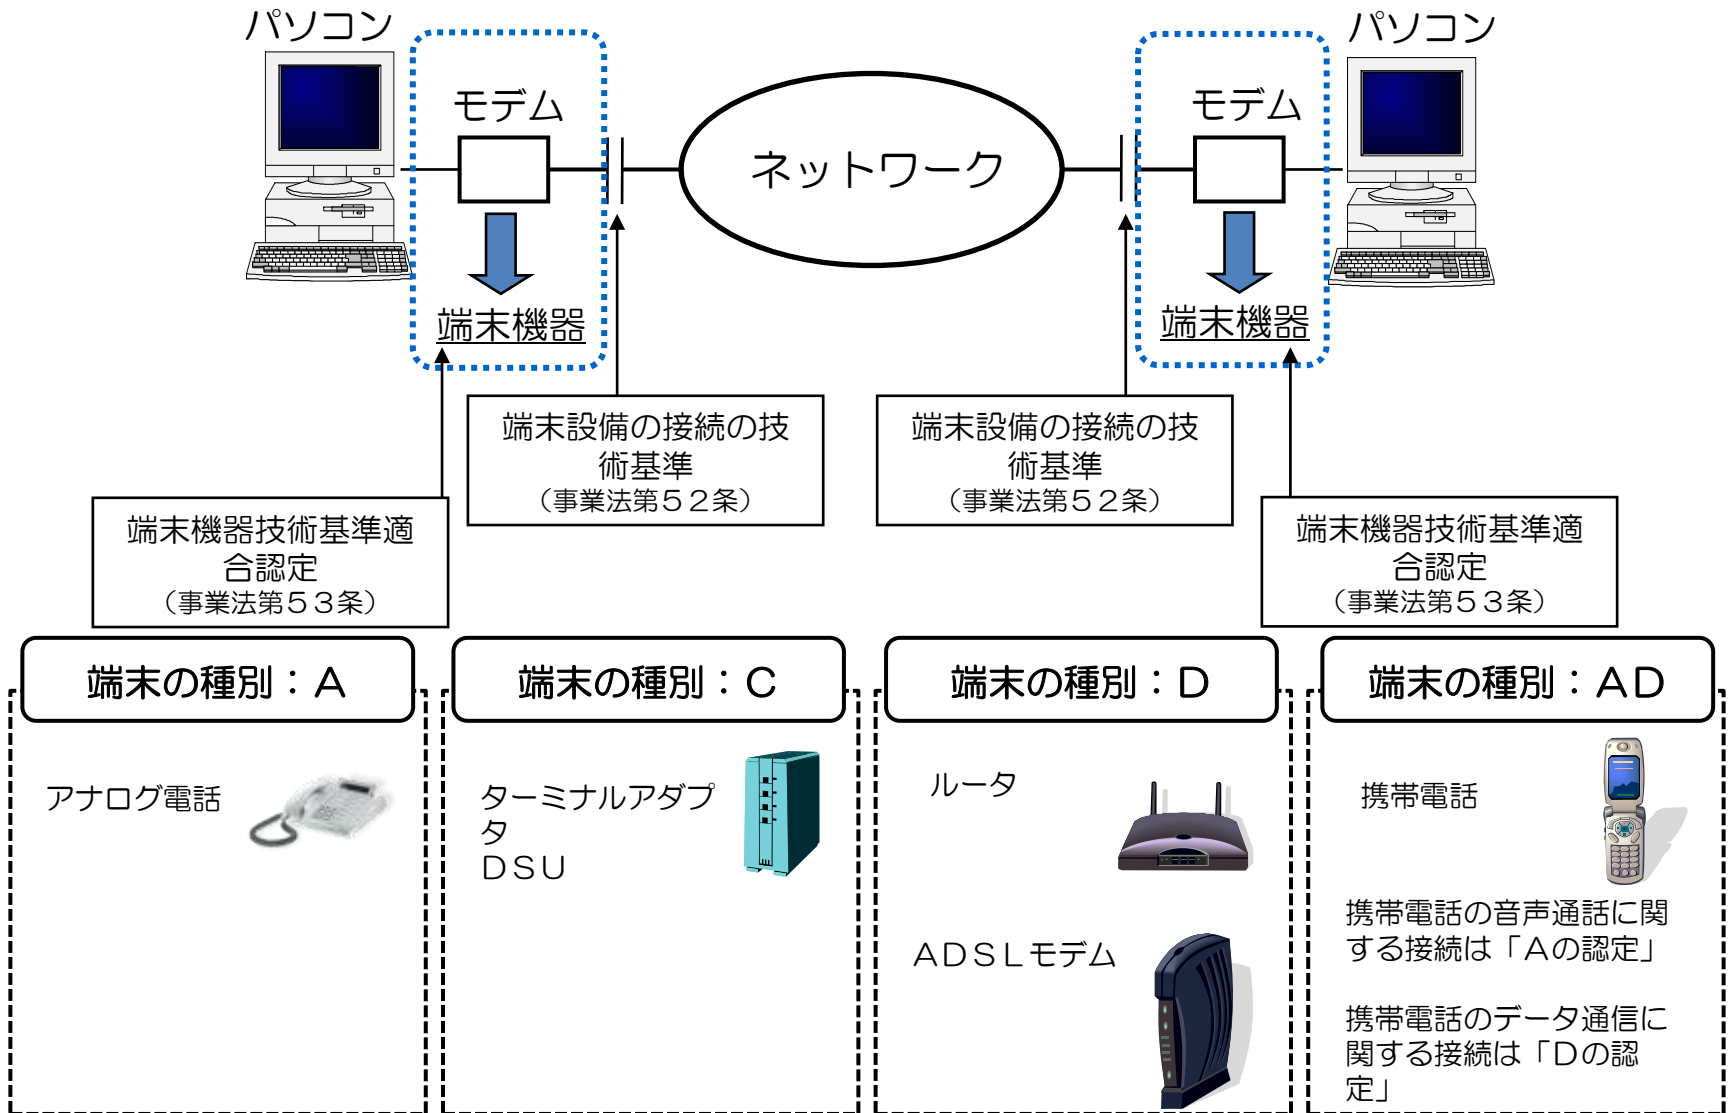 パソコン
パソコン
モデム
モデム
ネットワーク
端末機器
端末機器
端末設備の接続の技
術基準
（事業法第５２条）
端末設備の接続の技
術基準
（事業法第５２条）
端末機器技術基準適
合認定
（事業法第５３条）
端末機器技術基準適
合認定
（事業法第５３条）
端末の種別：Ａ
アナログ電話
端末の種別：Ｃ
ターミナルアダプ
タ
ＤＳＵ
端末の種別：Ｄ
ルータ
ＡＤＳＬモデム
端末の種別：ＡＤ
携帯電話
携帯電話の音声通話に関
する接続は「Ａの認定」
携帯電話のデータ通信に
関する接続は「Ｄの認
定」